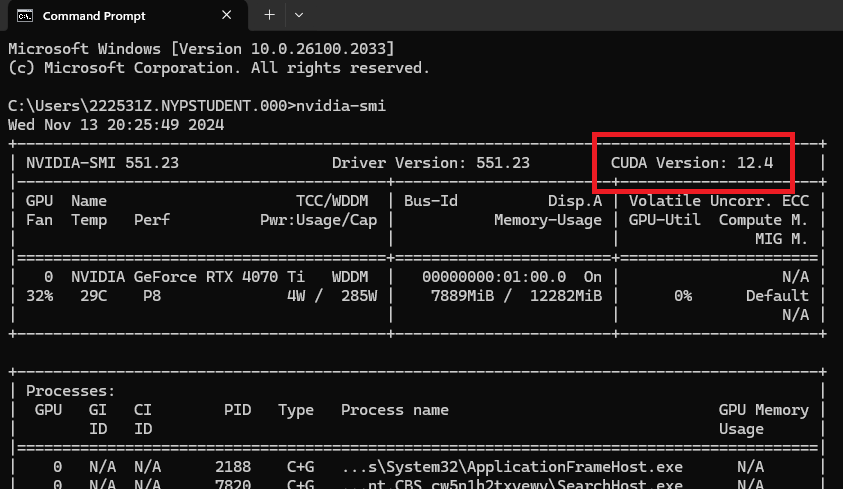 Command Prompt
Microsoft Windows [Version 10.0.26100.2033]
(c) Microsoft Corporation. All rights reserved.
C:\Users\222531Z.NYPSTUDENT.000>nvidia-smi
Wed Nov 13 20:25:49 2024
NVIDIA-SMI 551.23 Driver Version: 551.23 CUDA Version: 12.4
GPU Name TCC/WDDM | Bus-Id Disp.A | Volatile Uncorr. ECC
Fan Temp Perf Pwr:Usage/Cap | Memory-Usage | GPU-Util Compute M.
MIG M.
0 NVIDIA GeForce RTX 4070 Ti WDDM | 00000000:01:00.0 On | N/A
32% 29C P8 4W / 285W | 7889MiB / 12282MiB | 0% Default
N/A
Processes:
GPU GI CI PID Type Process name GPU Memory
ID ID Usage
0 N/A N/A 2188 C+G ...s\System32\ApplicationFrameHost.exe N/A
0 N/A N/A 7820 C+G ...nt.CBS_cw5n1h2txyewy\SearchHost.exe N/A